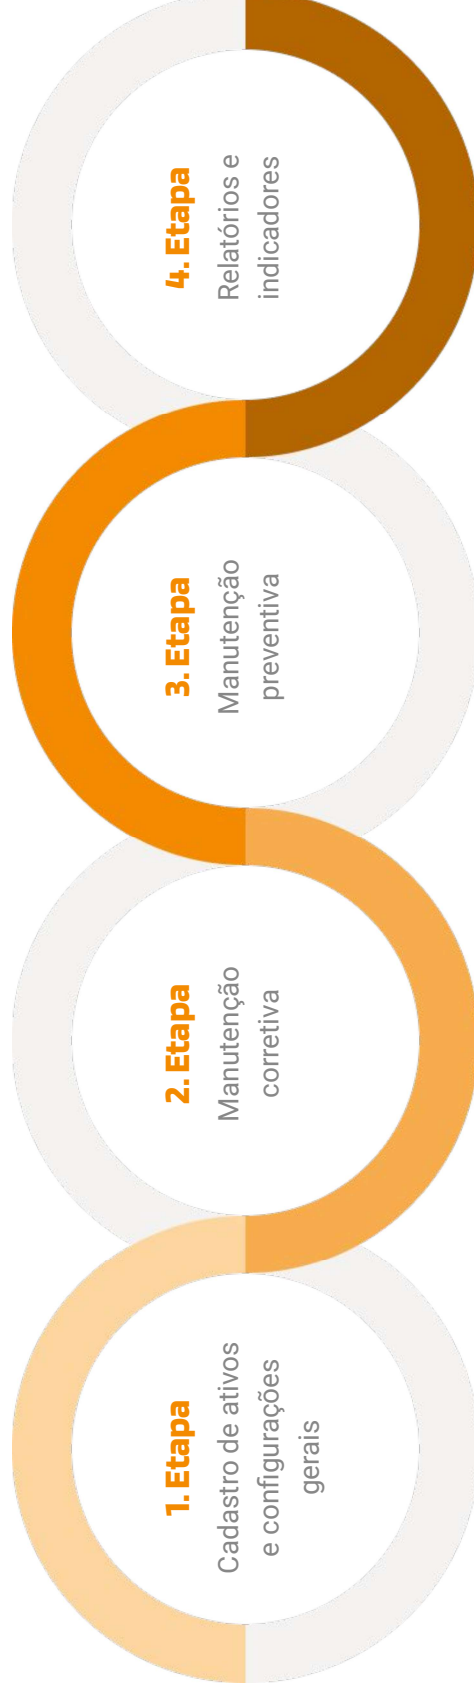 1. Etapa
Cadastro de ativos
e configurações
gerais
2. Etapa
Manutenção
corretiva
3. Etapa
Manutenção
preventiva
4. Etapa
Relatórios e
indicadores